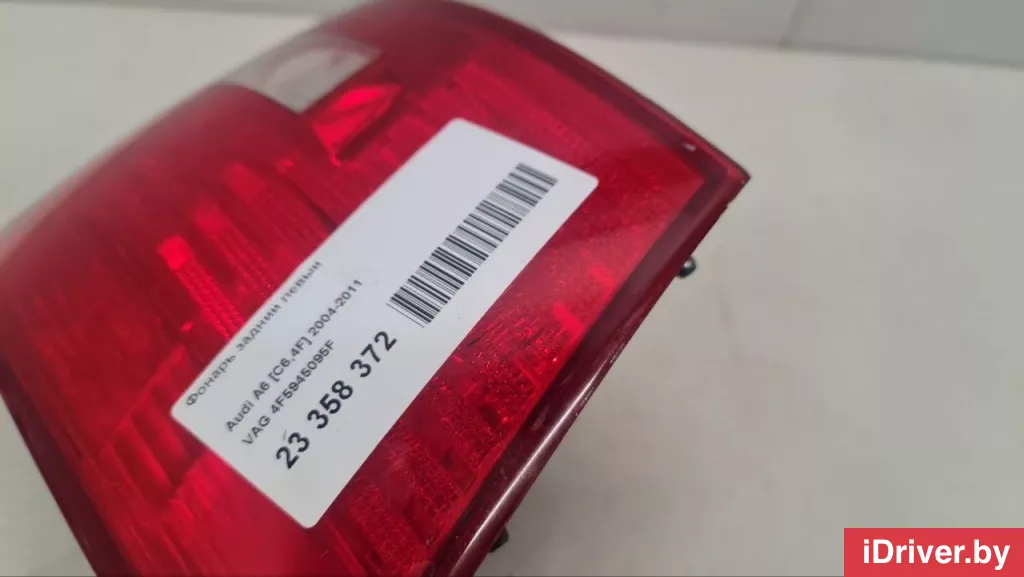 Фонарь задний левый
Audi A6 [C6,4F] 2004-2011
VAG 4F5945095F
23 358 372
iDriver.by